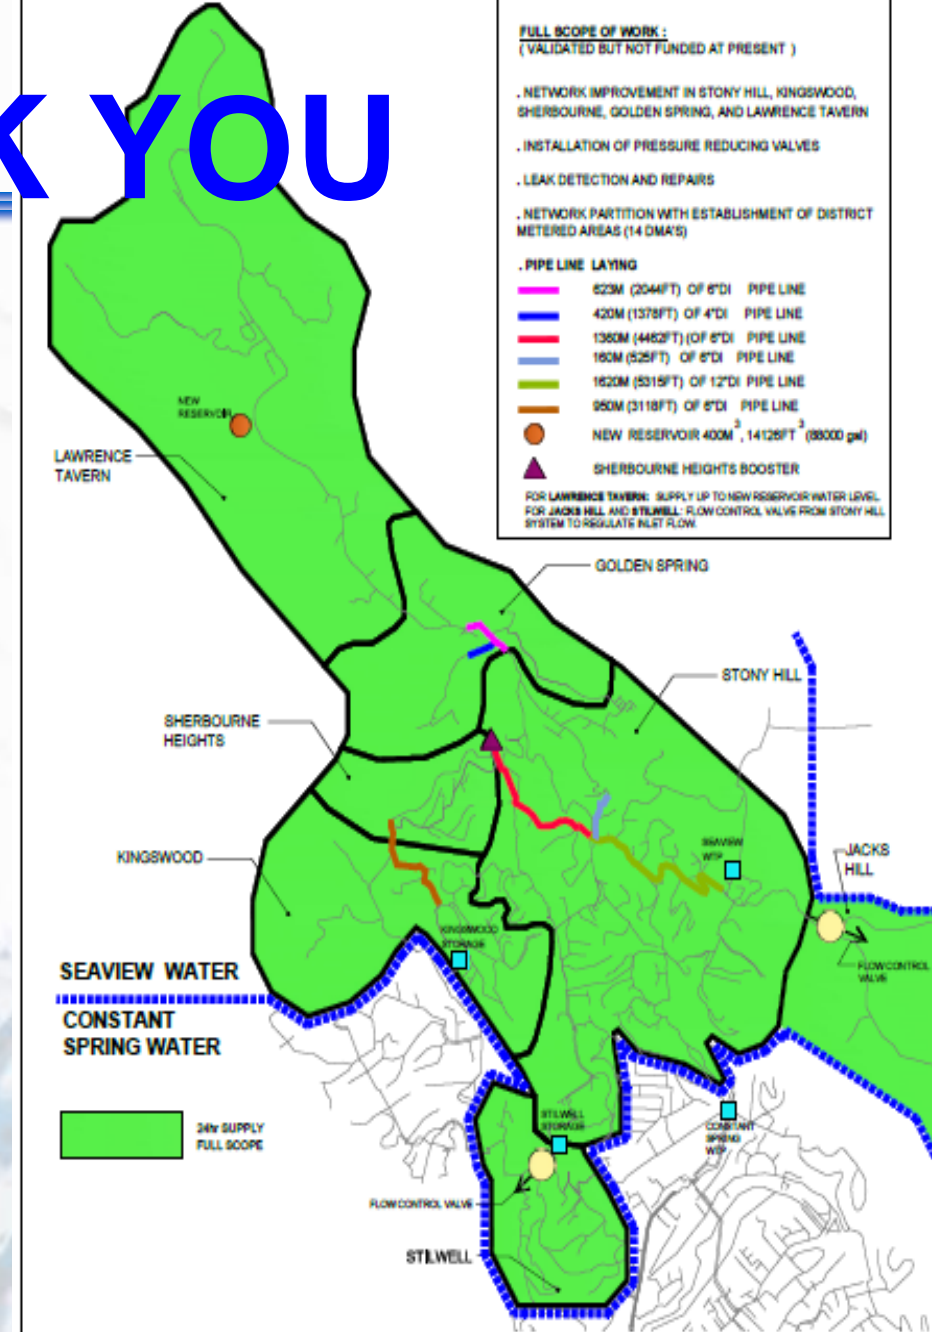 K YOU
FULL SCOPE OF WORK :
( VALIDATED BUT NOT FUNDED AT PRESENT )
. NETWORK IMPROVEMENT IN STONY HILL, KINGSWOOD,
SHERBOURNE, GOLDEN SPRING, AND LAWRENCE TAVERN
. INSTALLATION OF PRESSURE REDUCING VALVES
. LEAK DETECTION AND REPAIRS
. NETWORK PARTITION WITH ESTABLISHMENT OF DISTRICT
METERED AREAS (14 DMA'S)
. PIPE LINE LAYING
623M (2044FT) OF 6"DI PIPE LINE
420M (1378FT) OF 4"DI PIPE LINE
1360M (4462FT) (OF 6"DI PIPE LINE
160M (525FT) OF 6"DI PIPE LINE
1620M (5315FT) OF 12"DI PIPE LINE
950M (3118FT) OF 6"DI PIPE LINE
NEW RESERVOIR 400M3, 14126FT3 (88000 gal)
SHERBOURNE HEIGHTS BOOSTER
FOR LAWRENCE TAVERN: SUPPLY UP TO NEW RESERVOIR WATER LEVEL.
FOR JACKS HILL AND STILWELL: FLOW CONTROL VALVE FROM STONY HILL
SYSTEM TO REGULATE INLET FLOW.
NEW
RESERVOIR
LAWRENCE
TAVERN
GOLDEN SPRING
STONY HILL
SHERBOURNE
HEIGHTS
KINGSWOOD
SEAVIEW
WTP
JACKS
HILL
KINGSWOOD
STORAGE
FLOW CONTROL
VALVE
SEAVIEW WATER
CONSTANT
SPRING WATER
24hr SUPPLY
FULL SCOPE
STILWELL
STORAGE
CONSTANT
SPRING
WTP
FLOW CONTROL VALVE
STILWELL